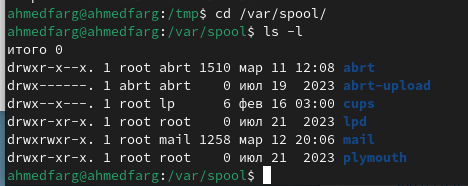 ahmedfarg@ahmedfarg:/tmp$ cd /var/spool/
ahmedfarg@ahmedfarg:/var/spool$ ls -l
итого 0
drwxr-x--x. 1 root abrt 1510 мар 11 12:08 abrt
drwx------. 1 abrt abrt    0 июл 19  2023 abrt-upload
drwx--x---. 1 root lp      6 фев 16 03:00 cups
drwxr-xr-x. 1 root root    0 июл 21  2023 lpd
drwxrwxr-x. 1 root mail 1258 мар 12 20:06 mail
drwxr-xr-x. 1 root root    0 июл 21  2023 plymouth
ahmedfarg@ahmedfarg:/var/spool$